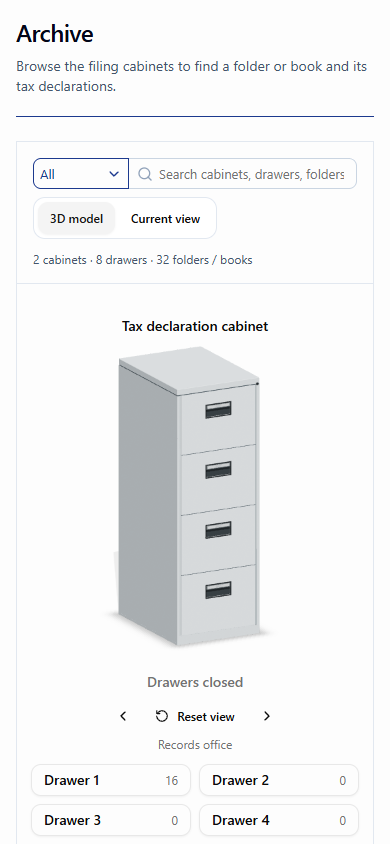 Archive
Browse the filing cabinets to find a folder or book and its
tax declarations.
All
Search cabinets, drawers, folders
3D model
Current view
2 cabinets · 8 drawers · 32 folders / books
Tax declaration cabinet
Drawers closed
Reset view
Records office
Drawer 1 16
Drawer 2 0
Drawer 3 0
Drawer 4 0